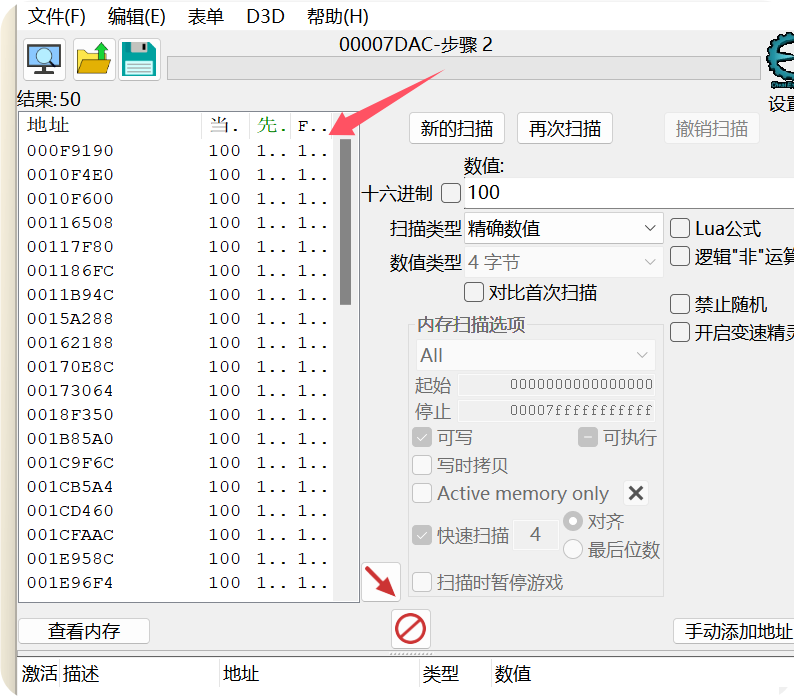 文件(F) 编辑(E) 表单 D3D 帮助(H)
00007DAC-步骤 2
结果:50
设置
地址 当. 先. F..
000F9190 100 1.. 1..
0010F4E0 100 1.. 1..
0010F600 100 1.. 1..
00116508 100 1.. 1..
00117F80 100 1.. 1..
001186FC 100 1.. 1..
0011B94C 100 1.. 1..
0015A288 100 1.. 1..
00162188 100 1.. 1..
00170E8C 100 1.. 1..
00173064 100 1.. 1..
0018F350 100 1.. 1..
001B85A0 100 1.. 1..
001C9F6C 100 1.. 1..
001CB5A4 100 1.. 1..
001CD460 100 1.. 1..
001CFAAC 100 1.. 1..
001E958C 100 1.. 1..
001E96F4 100 1.. 1..
新的扫描 再次扫描 撤销扫描
数值:
十六进制 100
扫描类型 精确数值
数值类型 4 字节
对比首次扫描
Lua公式
逻辑"非"运算
禁止随机
开启变速精灵
内存扫描选项
All
起始 0000000000000000
停止 00007fffffffffff
可写 可执行
写时拷贝
Active memory only
快速扫描 4 对齐
最后位数
扫描时暂停游戏
查看内存 手动添加地址
激活 描述 地址 类型 数值